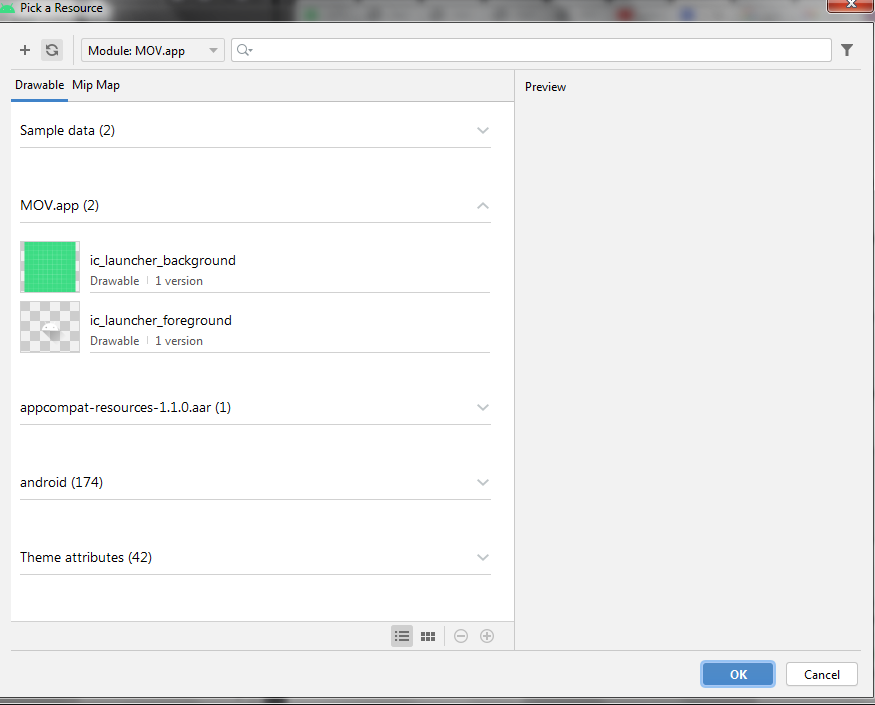 Pick a Resource
Module: MOV.app
Drawable Mip Map
Preview
Sample data (2)
MOV.app (2)
ic_launcher_background
Drawable 1 version
ic_launcher_foreground
Drawable 1 version
appcompat-resources-1.1.0.aar (1)
android (174)
Theme attributes (42)
OK Cancel